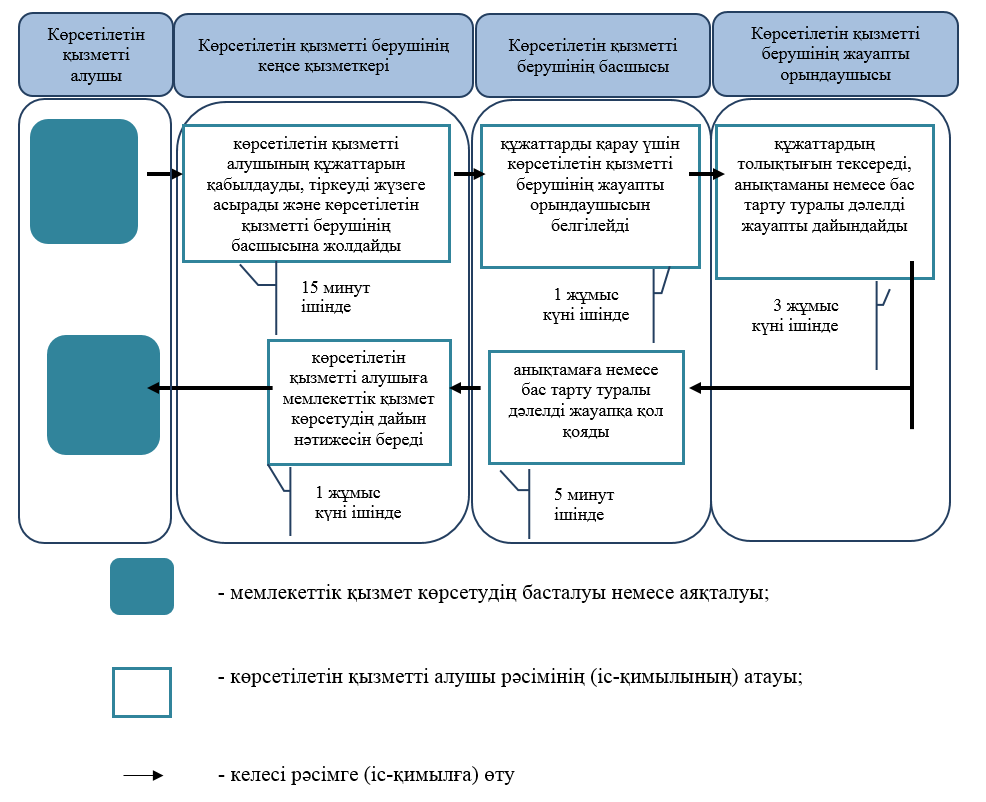 Көрсетілетін
қызметті
алушы
Көрсетілетін қызметті берушінің
кеңсе қызметкері
Көрсетілетін қызметті
берушінің басшысы
Көрсетілетін қызметті
берушінің жауапты
орындаушысы
көрсетілетін қызметті
алушының құжаттарын
қабылдауды, тіркеуді жүзеге
асырады және көрсетілетін
қызметті берушінің
басшысына жолдайды
құжаттарды қарау үшін
көрсетілетін қызметті
берушінің жауапты
орындаушысын
белгілейді
құжаттардың
толықтығын тексереді,
анықтаманы немесе бас
тарту туралы дәлелді
жауапты дайындайды
15 минут
ішінде
1 жұмыс
күні ішінде
3 жұмыс
күні ішінде
көрсетілетін
қызметті алушыға
мемлекеттік қызмет
көрсетудің дайын
нәтижесін береді
анықтамаға немесе
бас тарту туралы
дәлелді жауапқа қол
қояды
1 жұмыс
күні ішінде
5 минут
ішінде
- мемлекеттік қызмет көрсетудің басталуы немесе аяқталуы;
- көрсетілетін қызметті алушы рәсімінің (іс-қимылының) атауы;
- келесі рәсімге (іс-қимылға) өту